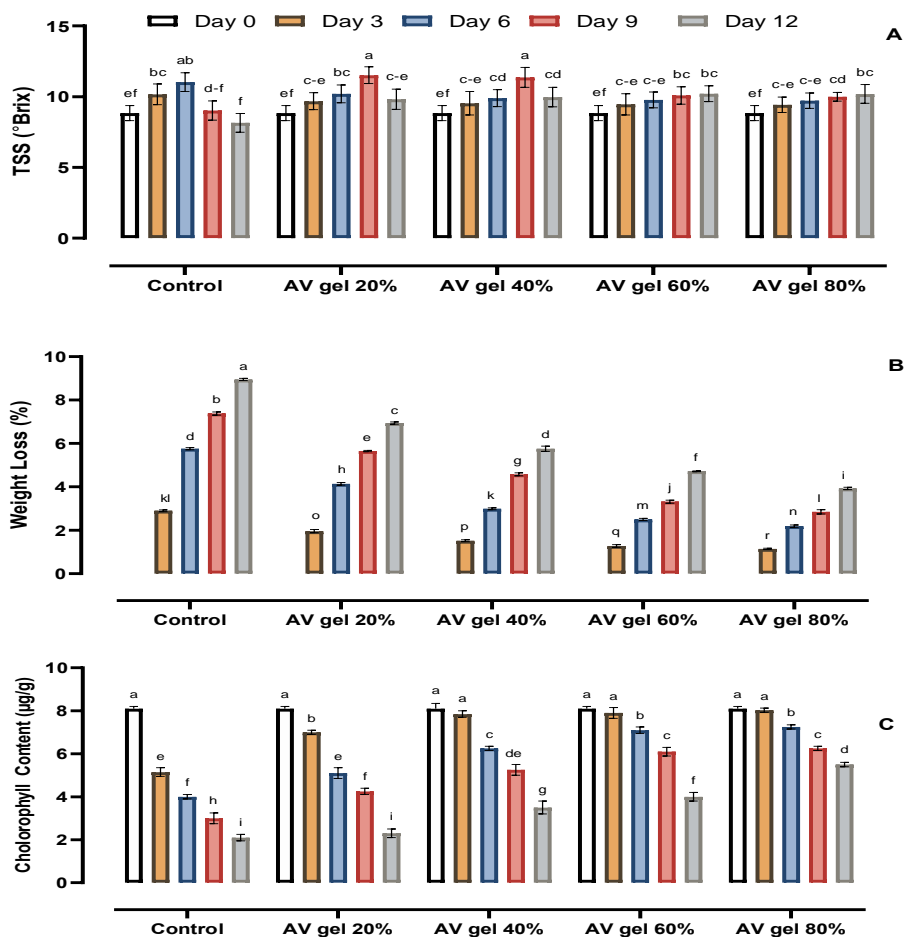 Day 0 Day 3 Day 6 Day 9 Day 12
A
TSS (°Brix)
15
10
5
0
ef bc ab d-f f
ef c-e bc a c-e
ef c-e cd a cd
ef c-e c-e bc bc
ef c-e c-e cd bc
Control AV gel 20% AV gel 40% AV gel 60% AV gel 80%
B
Weight Loss (%)
10
8
6
4
2
0
kl d b a
o h e c
p k g d
q m j f
r n l i
Control AV gel 20% AV gel 40% AV gel 60% AV gel 80%
C
Cholorophyll Content (µg/g)
10
8
6
4
2
0
a e f h i
a b e f i
a a c de g
a a b c f
a a b c d
Control AV gel 20% AV gel 40% AV gel 60% AV gel 80%